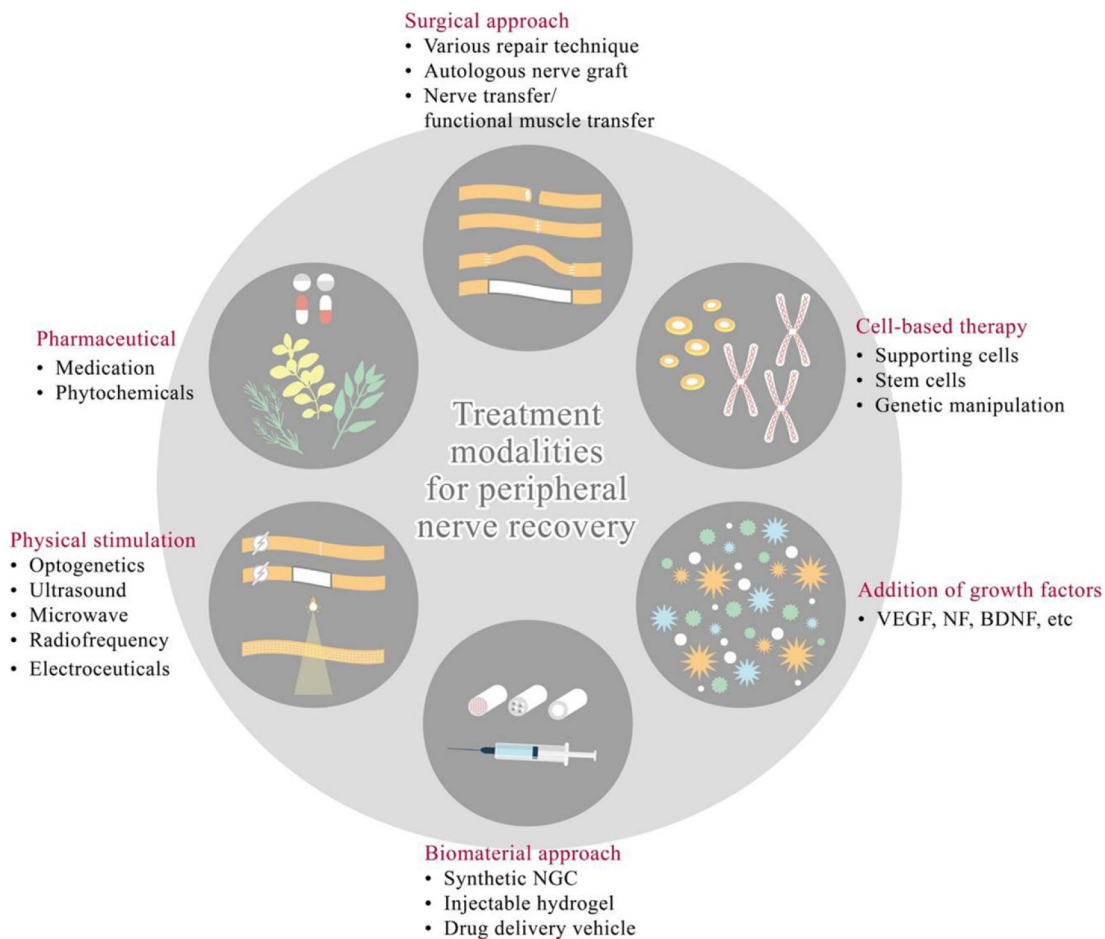 Surgical approach
• Various repair technique
• Autologous nerve graft
• Nerve transfer/
functional muscle transfer
Pharmaceutical
• Medication
• Phytochemicals
Cell-based therapy
• Supporting cells
• Stem cells
• Genetic manipulation
Treatment
modalities
for peripheral
nerve recovery
Physical stimulation
• Optogenetics
• Ultrasound
• Microwave
• Radiofrequency
• Electroceuticals
Addition of growth factors
• VEGF, NF, BDNF, etc
Biomaterial approach
• Synthetic NGC
• Injectable hydrogel
• Drug delivery vehicle